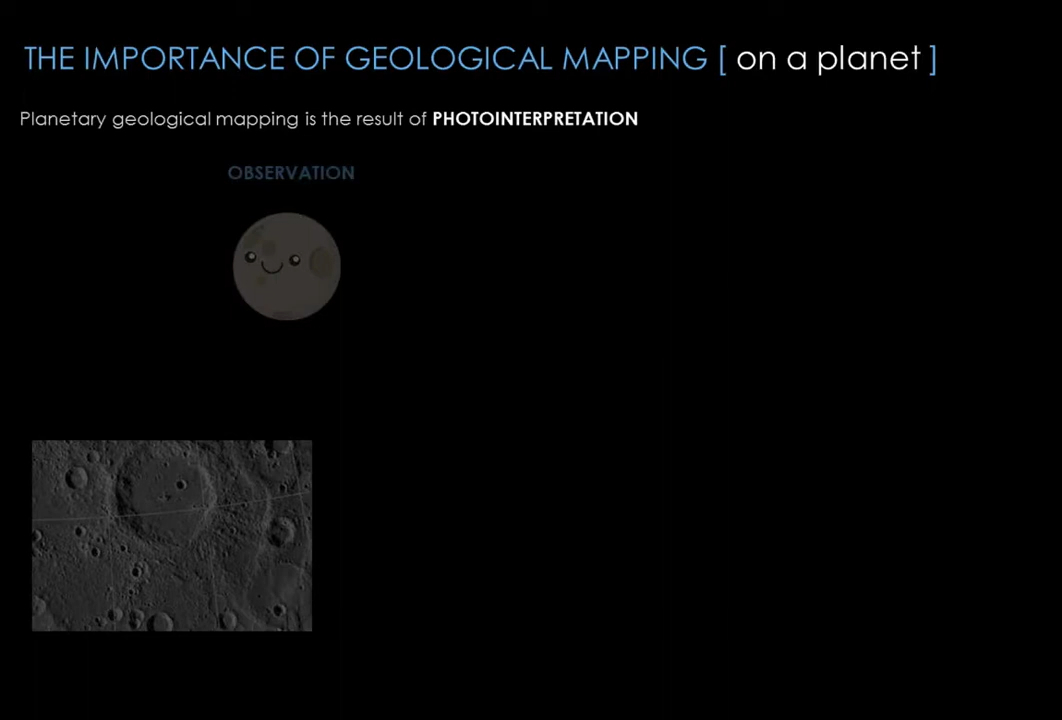 THE IMPORTANCE OF GEOLOGICAL MAPPING [ on a planet ]
Planetary geological mapping is the result of PHOTOINTERPRETATION
OBSERVATION